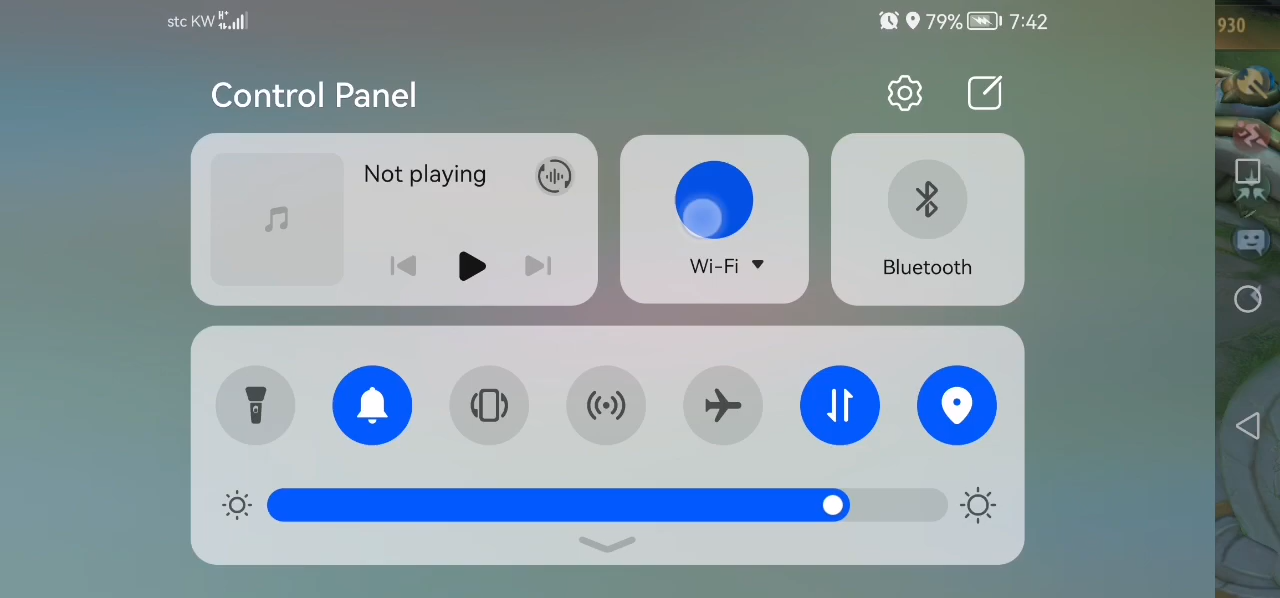 stc KW H+ 79% 7:42
930
Control Panel
Not playing
Wi-Fi
Bluetooth